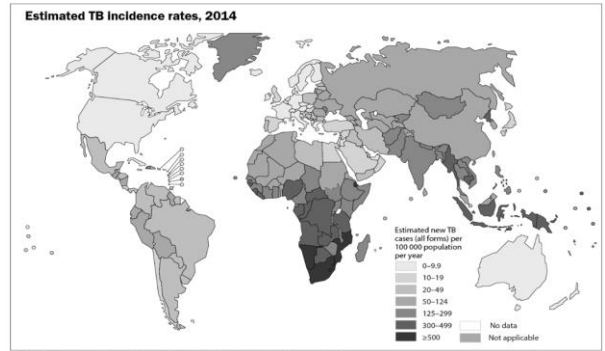 Estimated TB incidence rates, 2014
Estimated new TB
cases (all forms) per
100 000 population
per year
0–9.9
10–19
20–49
50–124
125–299
300–499
≥500
No data
Not applicable